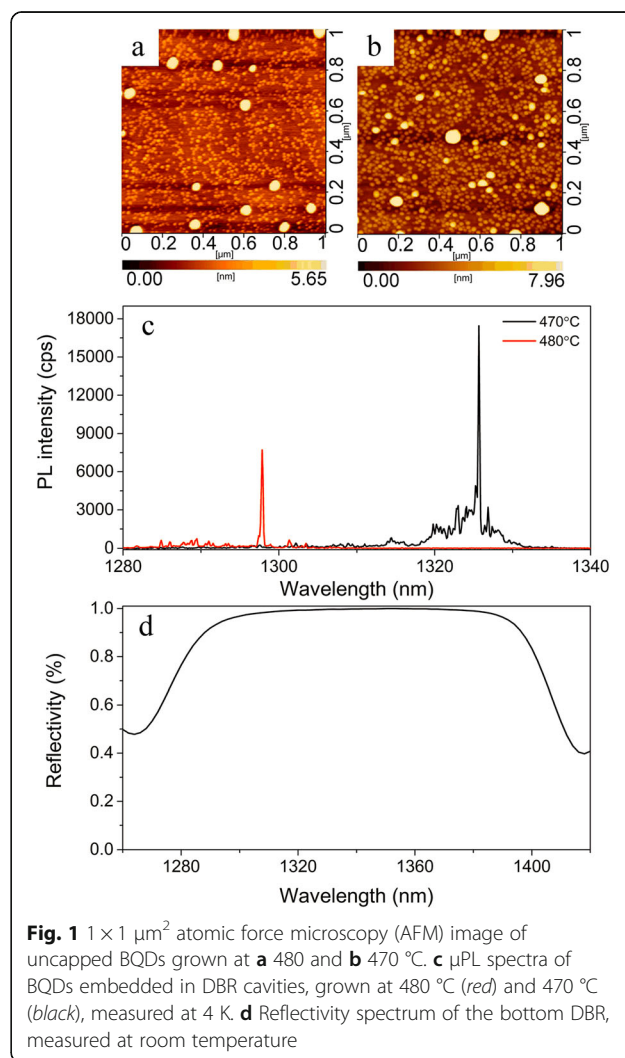 a
b
1
0.8
0.6
[µm]
0.4
0.2
0
1
0.8
0.6
[µm]
0.4
0.2
0
0 0.2 0.4 0.6 0.8 1
[µm]
0 0.2 0.4 0.6 0.8 1
[µm]
0.00 [nm] 5.65
0.00 [nm] 7.96
c
470°C
480°C
PL intensity (cps)
18000
15000
12000
9000
6000
3000
0
1280 1300 1320 1340
Wavelength (nm)
d
Reflectivity (%)
1.0
0.8
0.6
0.4
0.2
0.0
1280 1320 1360 1400
Wavelength (nm)
Fig. 1 1 × 1 µm² atomic force microscopy (AFM) image of
uncapped BQDs grown at a 480 and b 470 °C. c µPL spectra of
BQDs embedded in DBR cavities, grown at 480 °C (red) and 470 °C
(black), measured at 4 K. d Reflectivity spectrum of the bottom DBR,
measured at room temperature